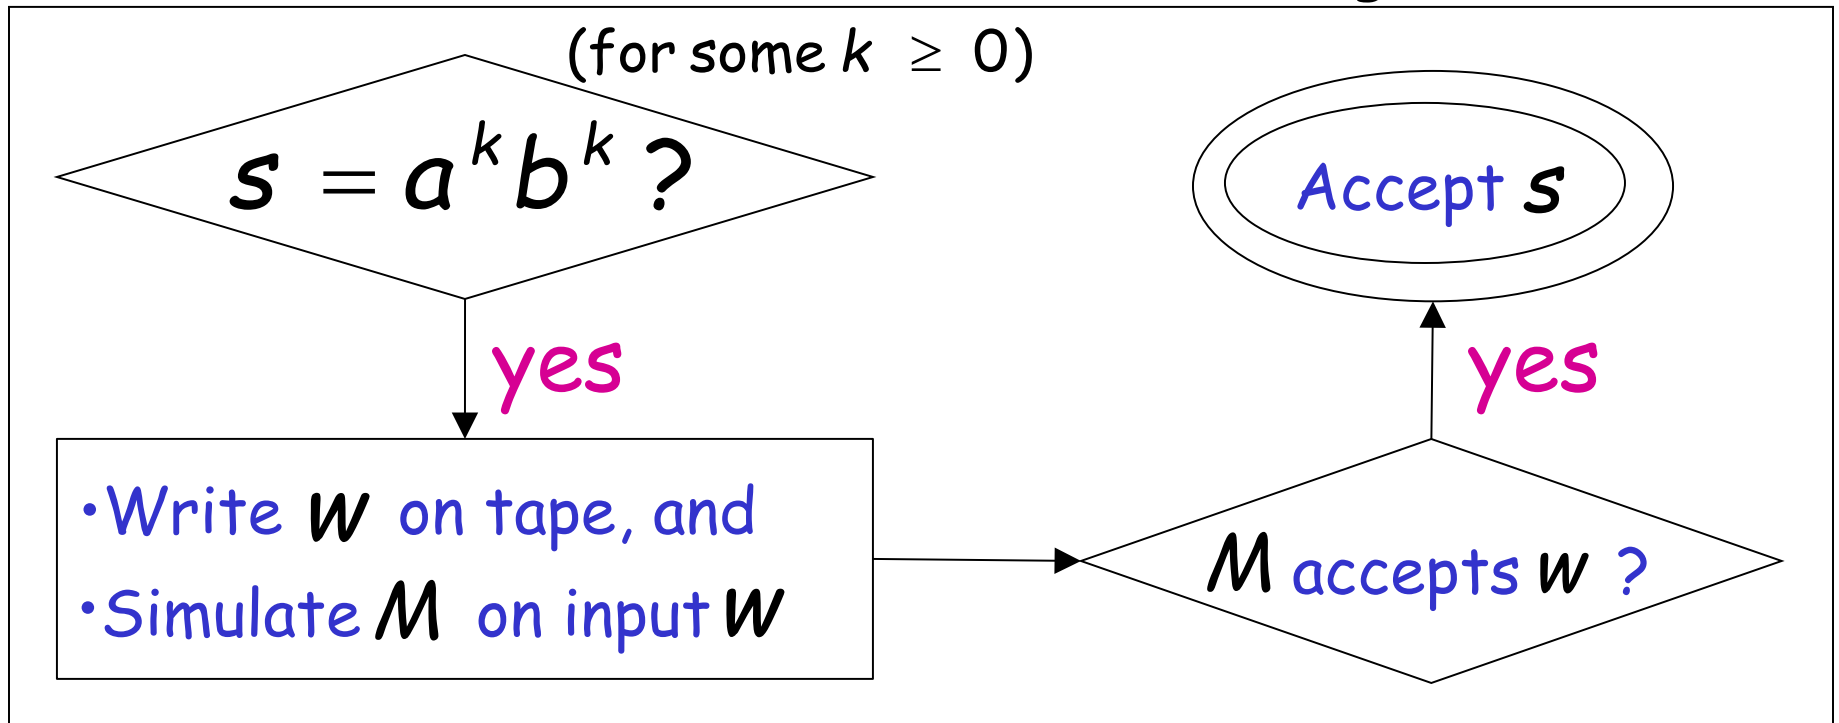 (for some k ≥ 0)
s = a^k b^k ?
yes
•Write w on tape, and
•Simulate M on input w
M accepts w ?
yes
Accept s